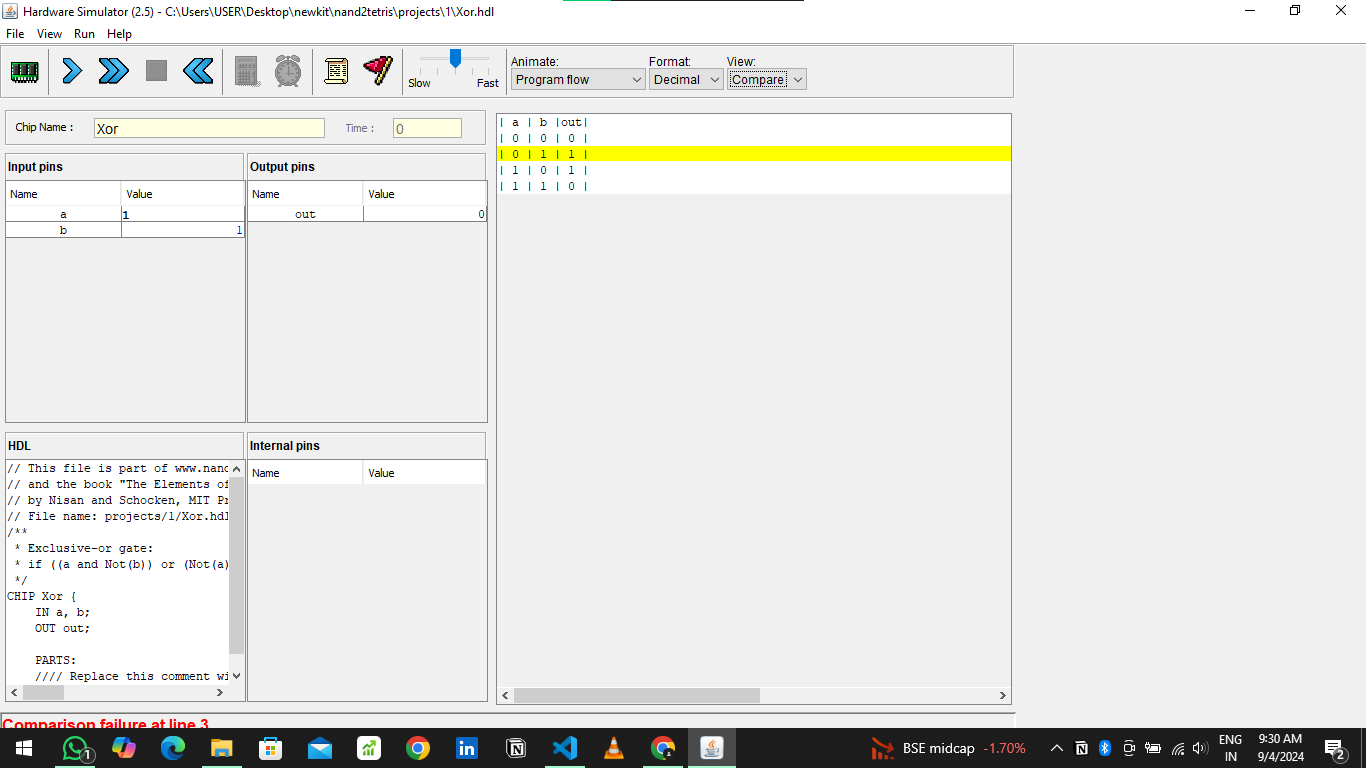 Hardware Simulator (2.5) - C:\Users\USER\Desktop\newkit\nand2tetris\projects\1\Xor.hdl
File View Run Help
Slow Fast
Animate: Format: View:
Program flow Decimal Compare
Chip Name : Xor Time : 0
Input pins
Name Value
a 1
b 1
Output pins
Name Value
out 0
| a | b |out|
| 0 | 0 | 0 |
| 0 | 1 | 1 |
| 1 | 0 | 1 |
| 1 | 1 | 0 |
HDL
// This file is part of www.nand
// and the book "The Elements of
// by Nisan and Schocken, MIT Pr
// File name: projects/1/Xor.hdl
/**
* Exclusive-or gate:
* if ((a and Not(b)) or (Not(a)
*/
CHIP Xor {
IN a, b;
OUT out;
PARTS:
//// Replace this comment wi
Internal pins
Name Value
Comparison failure at line 3
1
BSE midcap -1.70%
ENG
IN
9:30 AM
9/4/2024
2